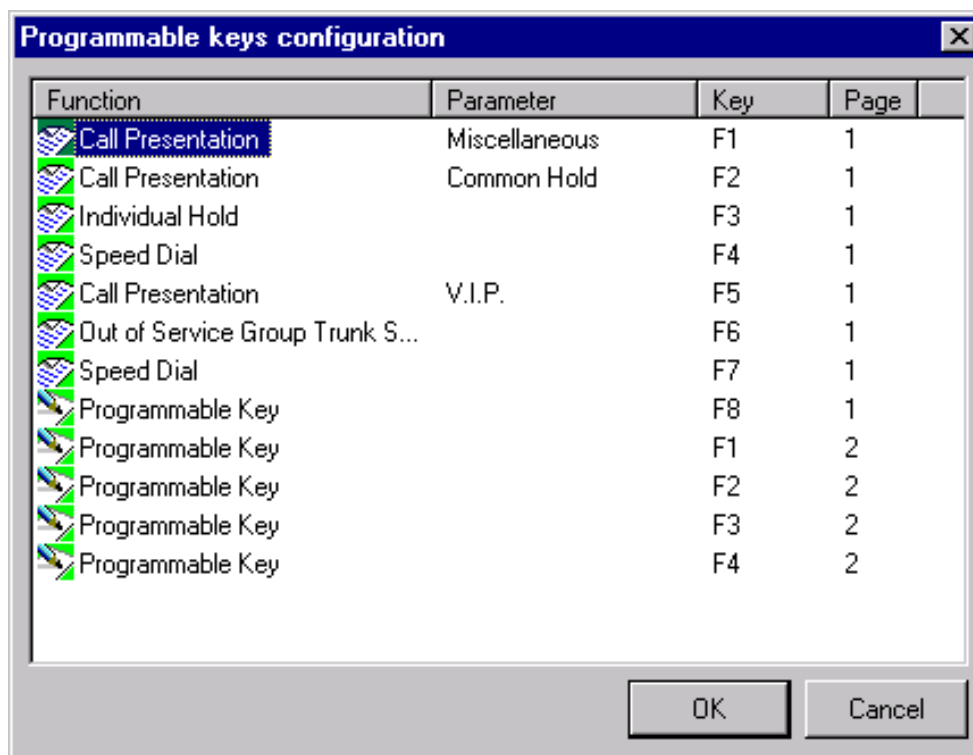 Programmable keys configuration
Function Parameter Key Page
Call Presentation Miscellaneous F1 1
Call Presentation Common Hold F2 1
Individual Hold F3 1
Speed Dial F4 1
Call Presentation V.I.P. F5 1
Out of Service Group Trunk S... F6 1
Speed Dial F7 1
Programmable Key F8 1
Programmable Key F1 2
Programmable Key F2 2
Programmable Key F3 2
Programmable Key F4 2
OK Cancel